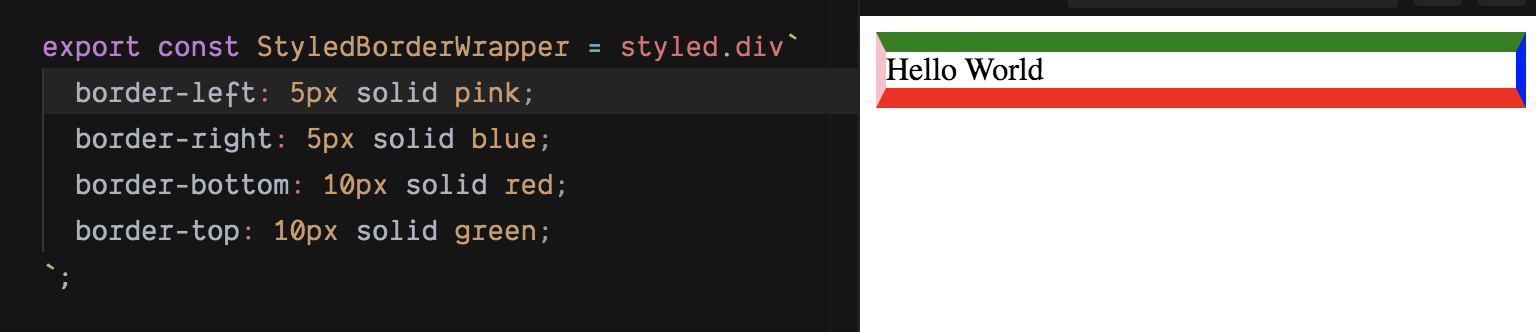 export const StyledBorderWrapper = styled.div`
border-left: 5px solid pink;
border-right: 5px solid blue;
border-bottom: 10px solid red;
border-top: 10px solid green;
`;
Hello World